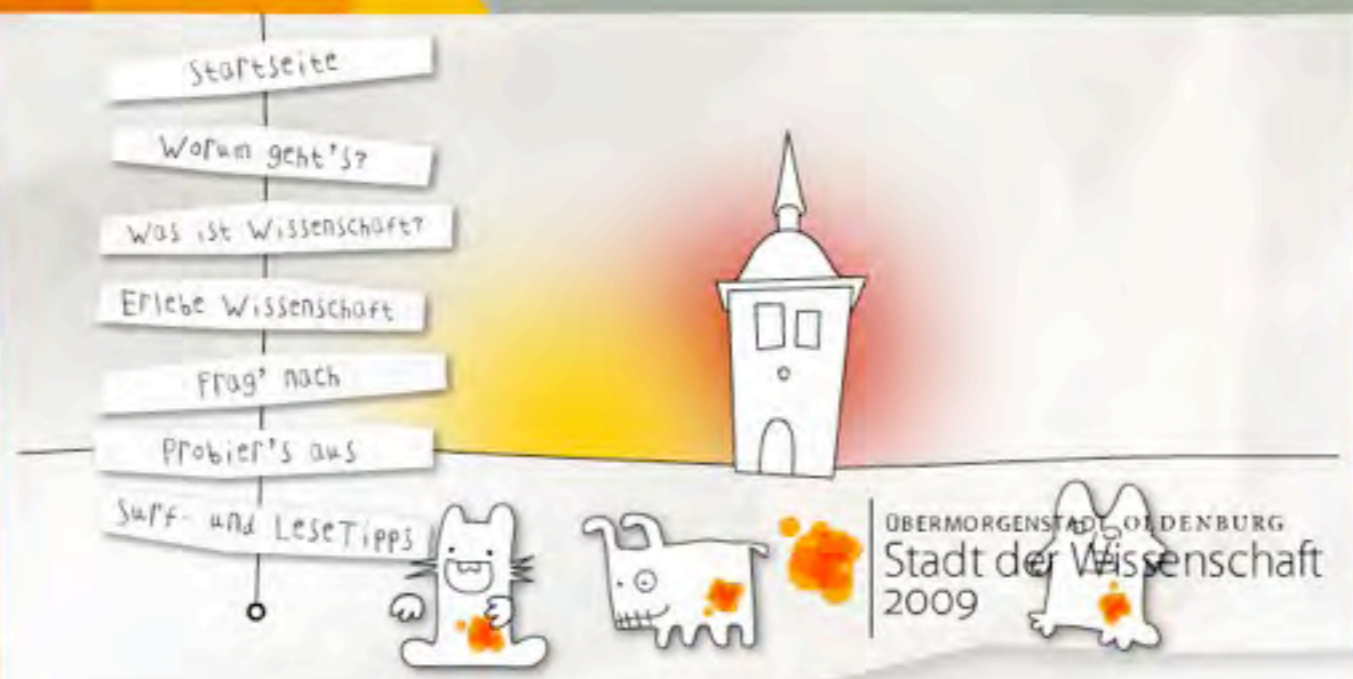 Startseite
Worum geht's?
Was ist Wissenschaft?
Erlebe Wissenschaft
Frag' nach
Probier's aus
Surf- und LeseTipps
ÜBERMORGENSTADT OLDENBURG
Stadt der Wissenschaft
2009